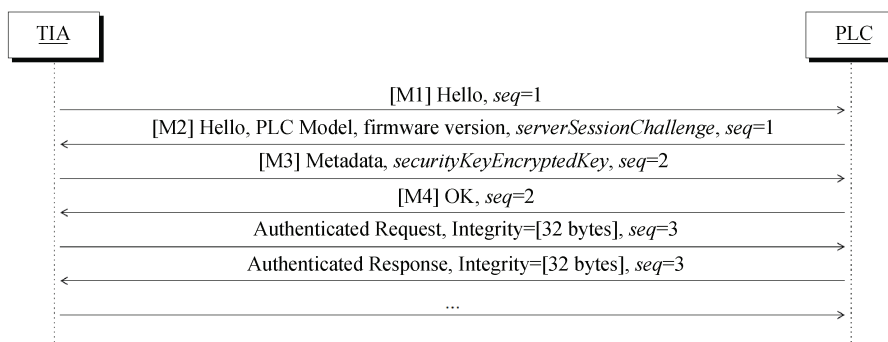 TIA
PLC
[M1] Hello, seq=1
[M2] Hello, PLC Model, firmware version, serverSessionChallenge, seq=1
[M3] Metadata, securityKeyEncryptedKey, seq=2
[M4] OK, seq=2
Authenticated Request, Integrity=[32 bytes], seq=3
Authenticated Response, Integrity=[32 bytes], seq=3
...